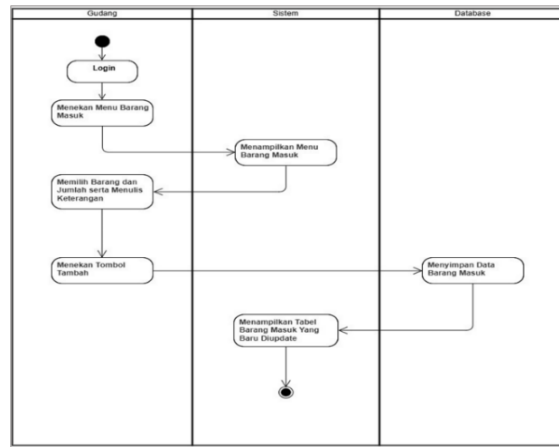 Gudang
Sistem
Database
Login
Menekan Menu Barang
Masuk
Menampilkan Menu
Barang Masuk
Memilih Barang dan
Jumlah serta Menulis
Keterangan
Menekan Tombol
Tambah
Menyimpan Data
Barang Masuk
Menampilkan Tabel
Barang Masuk Yang
Baru Diupdate